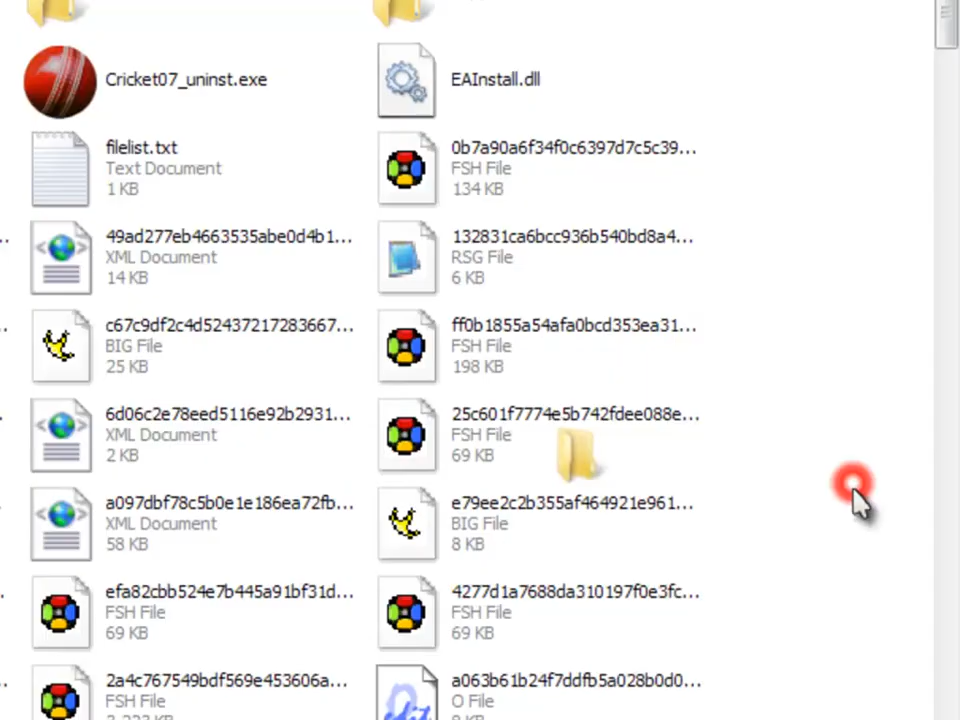 Cricket07_uninst.exe
EAInstall.dll
filelist.txt
Text Document
1 KB
0b7a90a6f34f0c6397d7c5c39...
FSH File
134 KB
49ad277eb4663535abe0d4b1...
XML Document
14 KB
132831ca6bcc936b540bd8a4...
RSG File
6 KB
c67c9df2c4d52437217283667...
BIG File
25 KB
ff0b1855a54afa0bcd353ea31...
FSH File
198 KB
6d06c2e78eed5116e92b2931...
XML Document
2 KB
25c601f7774e5b742fdee088e...
FSH File
69 KB
a097dbf78c5b0e1e186ea72fb...
XML Document
58 KB
e79ee2c2b355af464921e961...
BIG File
8 KB
efa82cbb524e7b445a91bf31d...
FSH File
69 KB
4277d1a7688da310197f0e3fc...
FSH File
69 KB
2a4c767549bdf569e453606a...
FSH File
a063b61b24f7ddfb5a028b0d0...
O File